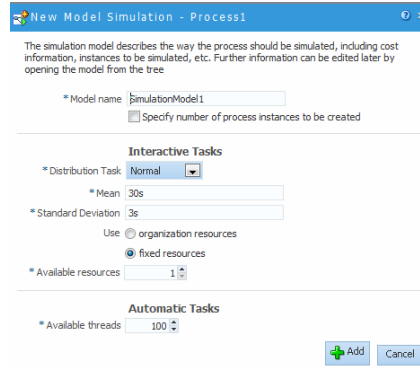 New Model Simulation - Process1
The simulation model describes the way the process should be simulated, including cost
information, instances to be simulated, etc. Further information can be edited later by
opening the model from the tree
* Model name SimulationModel1
Specify number of process instances to be created
Interactive Tasks
* Distribution Task Normal
* Mean 30s
* Standard Deviation 3s
Use organization resources
fixed resources
* Available resources 1
Automatic Tasks
* Available threads 100
Add Cancel